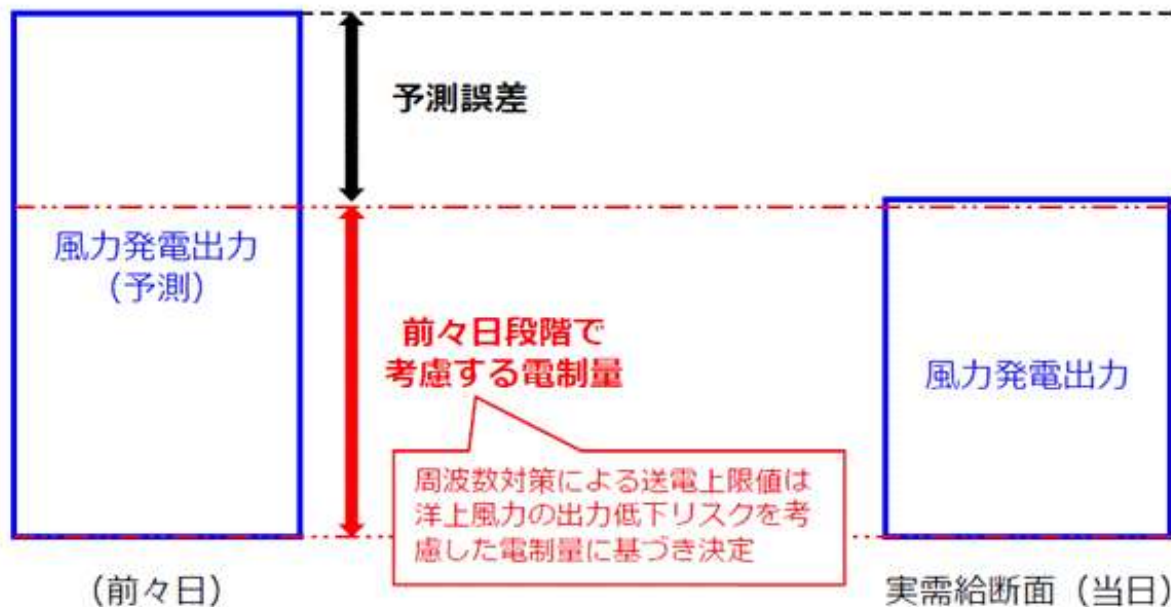 予測誤差
風力発電出力
(予測)
前々日段階で
考慮する電制量
風力発電出力
周波数対策による送電上限値は
洋上風力の出力低下リスクを考
慮した電制量に基づき決定
(前々日)
実需給断面（当日）